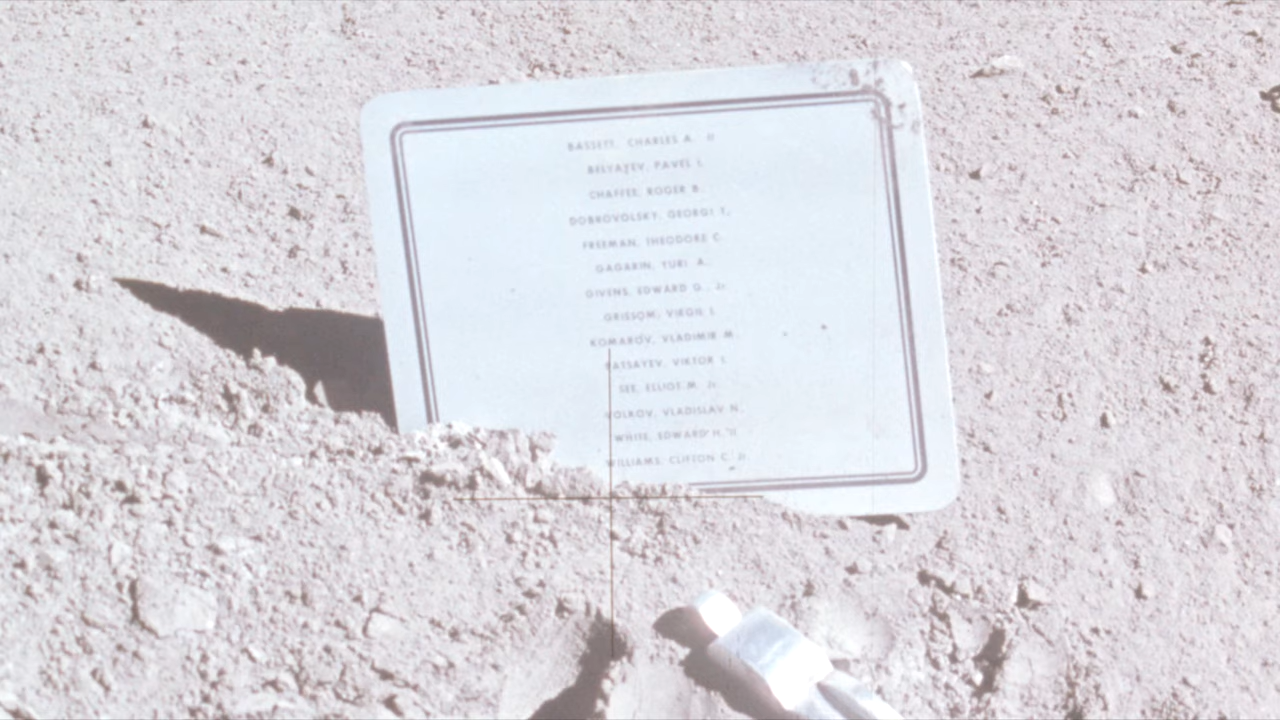 BASSETT, CHARLES A. II
BELYAYEV, PAVEL I.
CHAFFEE, ROGER B.
DOBROVOLSKY, GEORGI T.
FREEMAN, THEODORE C.
GAGARIN, YURI A.
GIVENS, EDWARD G., Jr.
GRISSOM, VIRGIL I.
KOMAROV, VLADIMIR M.
PATSAYEV, VIKTOR I.
SEE, ELLIOT M. Jr.
VOLKOV, VLADISLAV N.
WHITE, EDWARD H. II
WILLIAMS, CLIFTON C. Jr.